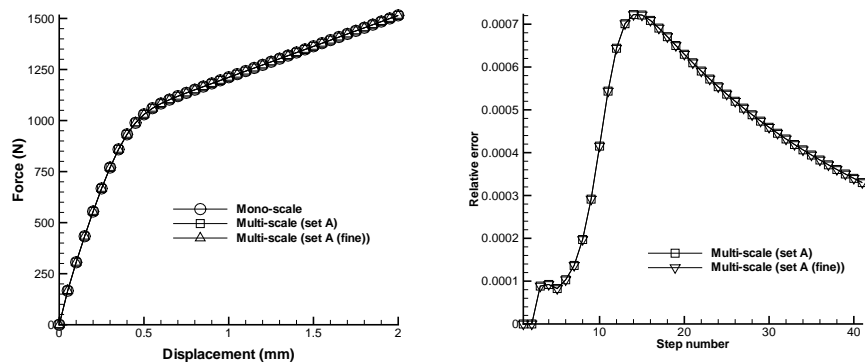 1500
1250
1000
750
500
250
0
Force (N)
0
0.5
1
1.5
2
Displacement (mm)
Mono-scale
Multi-scale (set A)
Multi-scale (set A (fine))
0.0007
0.0006
0.0005
0.0004
0.0003
0.0002
0.0001
0
Relative error
10
20
30
40
Step number
Multi-scale (set A)
Multi-scale (set A (fine))